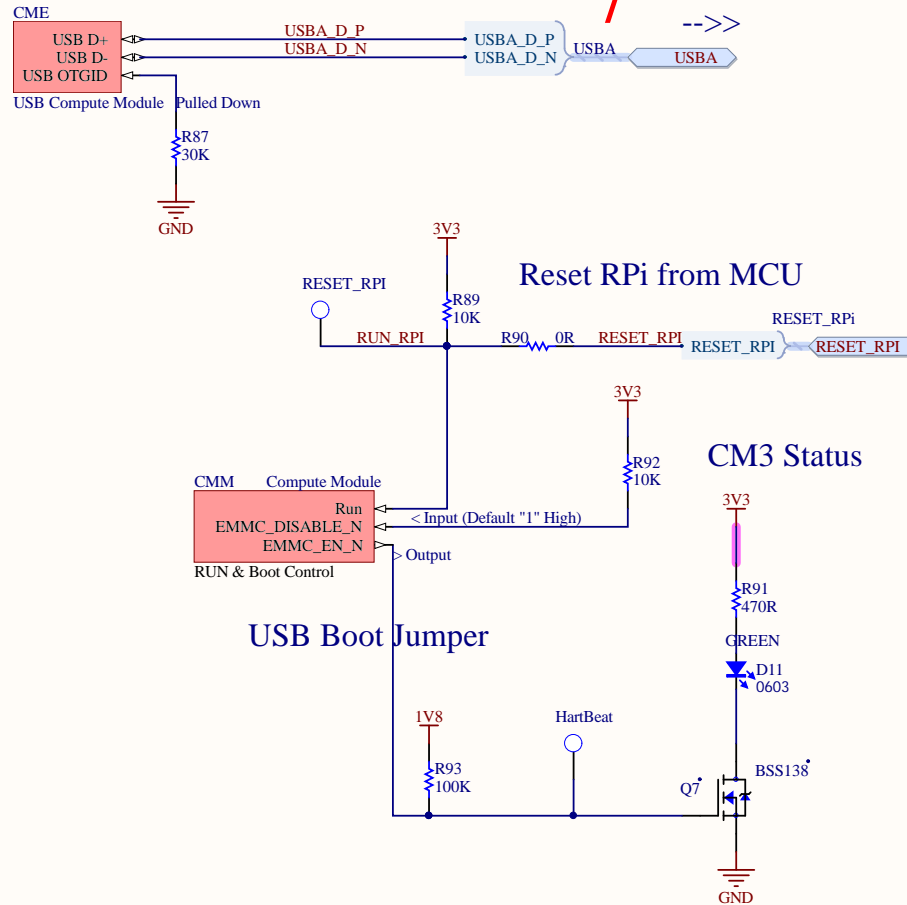 CME
USB D+
USB D-
USB OTGID
USB Compute Module
Pulled Down
USBA_D_P
USBA_D_N
USBA_D_P
USBA_D_N
USBA
USBA
-->>
R87
30K
GND
3V3
Reset RPi from MCU
RESET_RPI
R89
10K
RUN_RPI
R90
0R
RESET_RPI
RESET_RPI
RESET_RPi
RESET_RPI
3V3
R92
10K
CM3 Status
CMM
Compute Module
Run
EMMC_DISABLE_N
EMMC_EN_N
< Input (Default "1" High)
> Output
RUN & Boot Control
3V3
R91
470R
USB Boot Jumper
GREEN
D11
0603
1V8
HartBeat
R93
100K
Q7
BSS138
GND